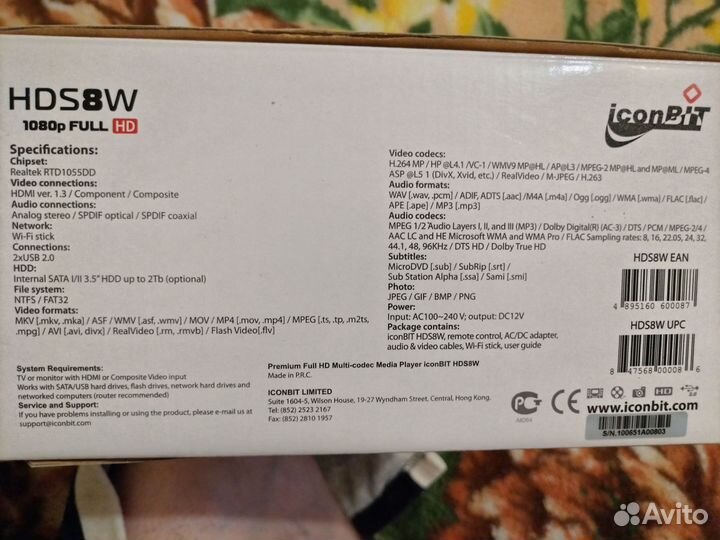 HDS8W
1080p FULL HD
Specifications:
Chipset:
Realtek RTD1055DD
Video connections:
HDMI ver. 1.3 / Component / Composite
Audio connections:
Analog stereo / SPDIF optical / SPDIF coaxial
Network:
Wi-Fi stick
Connections:
2xUSB 2.0
HDD:
Internal SATA I/II 3.5" HDD up to 2Tb (optional)
File system:
NTFS / FAT32
Video formats:
MKV [.mkv, .mka] / ASF / WMV [.asf, .wmv] / MOV / MP4 [.mov, .mp4] / MPEG [.ts, .tp, .m2ts,
.mpg] / AVI [.avi, divx] / RealVideo [.rm, .rmvb] / Flash Video[.flv]
iconBIT
Video codecs:
H.264 MP / HP @L4.1 /VC-1 / WMV9 MP@HL / AP@L3 / MPEG-2 MP@HL and MP@ML / MPEG-4
ASP @L5 1 (DivX, Xvid, etc.) / RealVideo / M-JPEG / H.263
Audio formats:
WAV [.wav, .pcm] / ADIF, ADTS [.aac] /M4A [.m4a] / Ogg [.ogg] / WMA [.wma] / FLAC [.flac] /
APE [.ape] / MP3 [.mp3]
Audio codecs:
MPEG 1/2 Audio Layers I, II, and III (MP3) / Dolby Digital(R) (AC-3) / DTS / PCM / MPEG-2/4 /
AAC LC and HE Microsoft WMA and WMA Pro / FLAC Sampling rates: 8, 16, 22.05, 24, 32,
44.1, 48, 96KHz / DTS HD / Dolby True HD
Subtitles:
MicroDVD [.sub] / SubRip [.srt] /
Sub Station Alpha [.ssa] / Sami [.smi]
Photo:
JPEG / GIF / BMP / PNG
Power:
Input: AC100~240 V; output: DC12V
Package contains:
iconBIT HDS8W, remote control, AC/DC adapter,
audio & video cables, Wi-Fi stick, user guide
HDS8W EAN
4 895160 600087
HDS8W UPC
8 47568 00008 6
System Requirements:
TV or monitor with HDMI or Composite Video input
Works with SATA/USB hard drives, flash drives, network hard drives and
networked computers (router recommended)
Service and Support:
If you have problems installing or using the product, please e-mail us at
support@iconbit.com
Premium Full HD Multi-codec Media Player iconBIT HDS8W
Made in P.R.C.
ICONBIT LIMITED
Suite 1604-5, Wilson House, 19-27 Wyndham Street, Central, Hong Kong.
Tel: (852) 2523 2167
Fax: (852) 2810 1957
CE
HD
www.iconbit.com
S/N.100651A00803
Avito